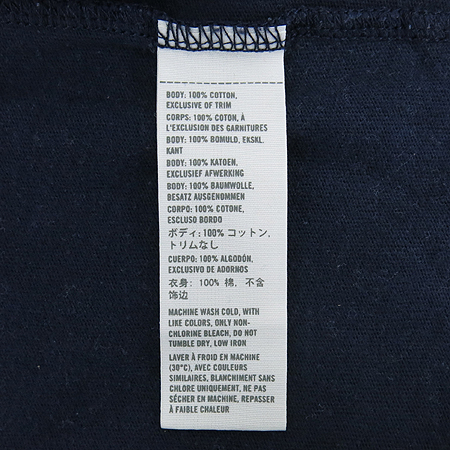 BODY: 100% COTTON,
EXCLUSIVE OF TRIM
CORPS: 100% COTON, À
L'EXCLUSION DES GARNITURES
BODY: 100% BOMULD, EKSKL.
KANT
BODY: 100% KATOEN,
EXCLUSIEF AFWERKING
BODY: 100% BAUMWOLLE,
BESATZ AUSGENOMMEN
CORPO: 100% COTONE,
ESCLUSO BORDO
ボディ: 100% コットン,
トリムなし
CUERPO: 100% ALGODÓN,
EXCLUSIVO DE ADORNOS
衣身: 100% 棉, 不含
饰边
MACHINE WASH COLD, WITH
LIKE COLORS, ONLY NON-
CHLORINE BLEACH, DO NOT
TUMBLE DRY, LOW IRON
LAVER À FROID EN MACHINE
(30°C), AVEC COULEURS
SIMILAIRES, BLANCHIMENT SANS
CHLORE UNIQUEMENT, NE PAS
SÉCHER EN MACHINE, REPASSER
À FAIBLE CHALEUR